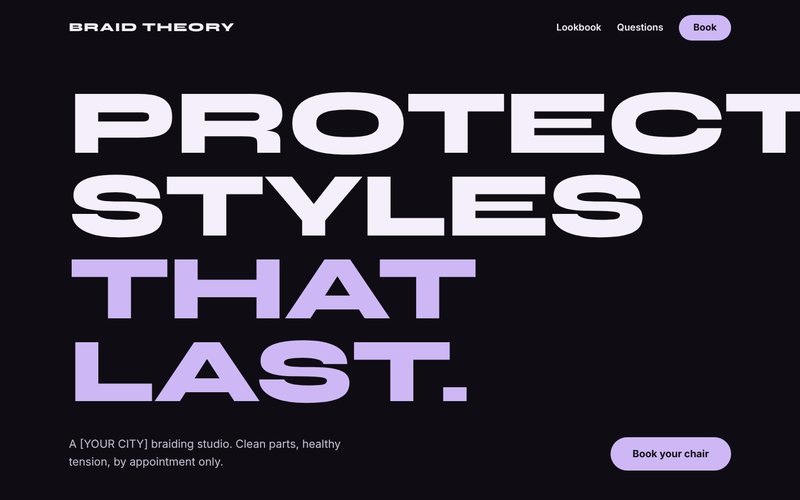 BRAID THEORY
Lookbook Questions Book
PROTECT
STYLES
THAT
LAST.
A [YOUR CITY] braiding studio. Clean parts, healthy
tension, by appointment only.
Book your chair